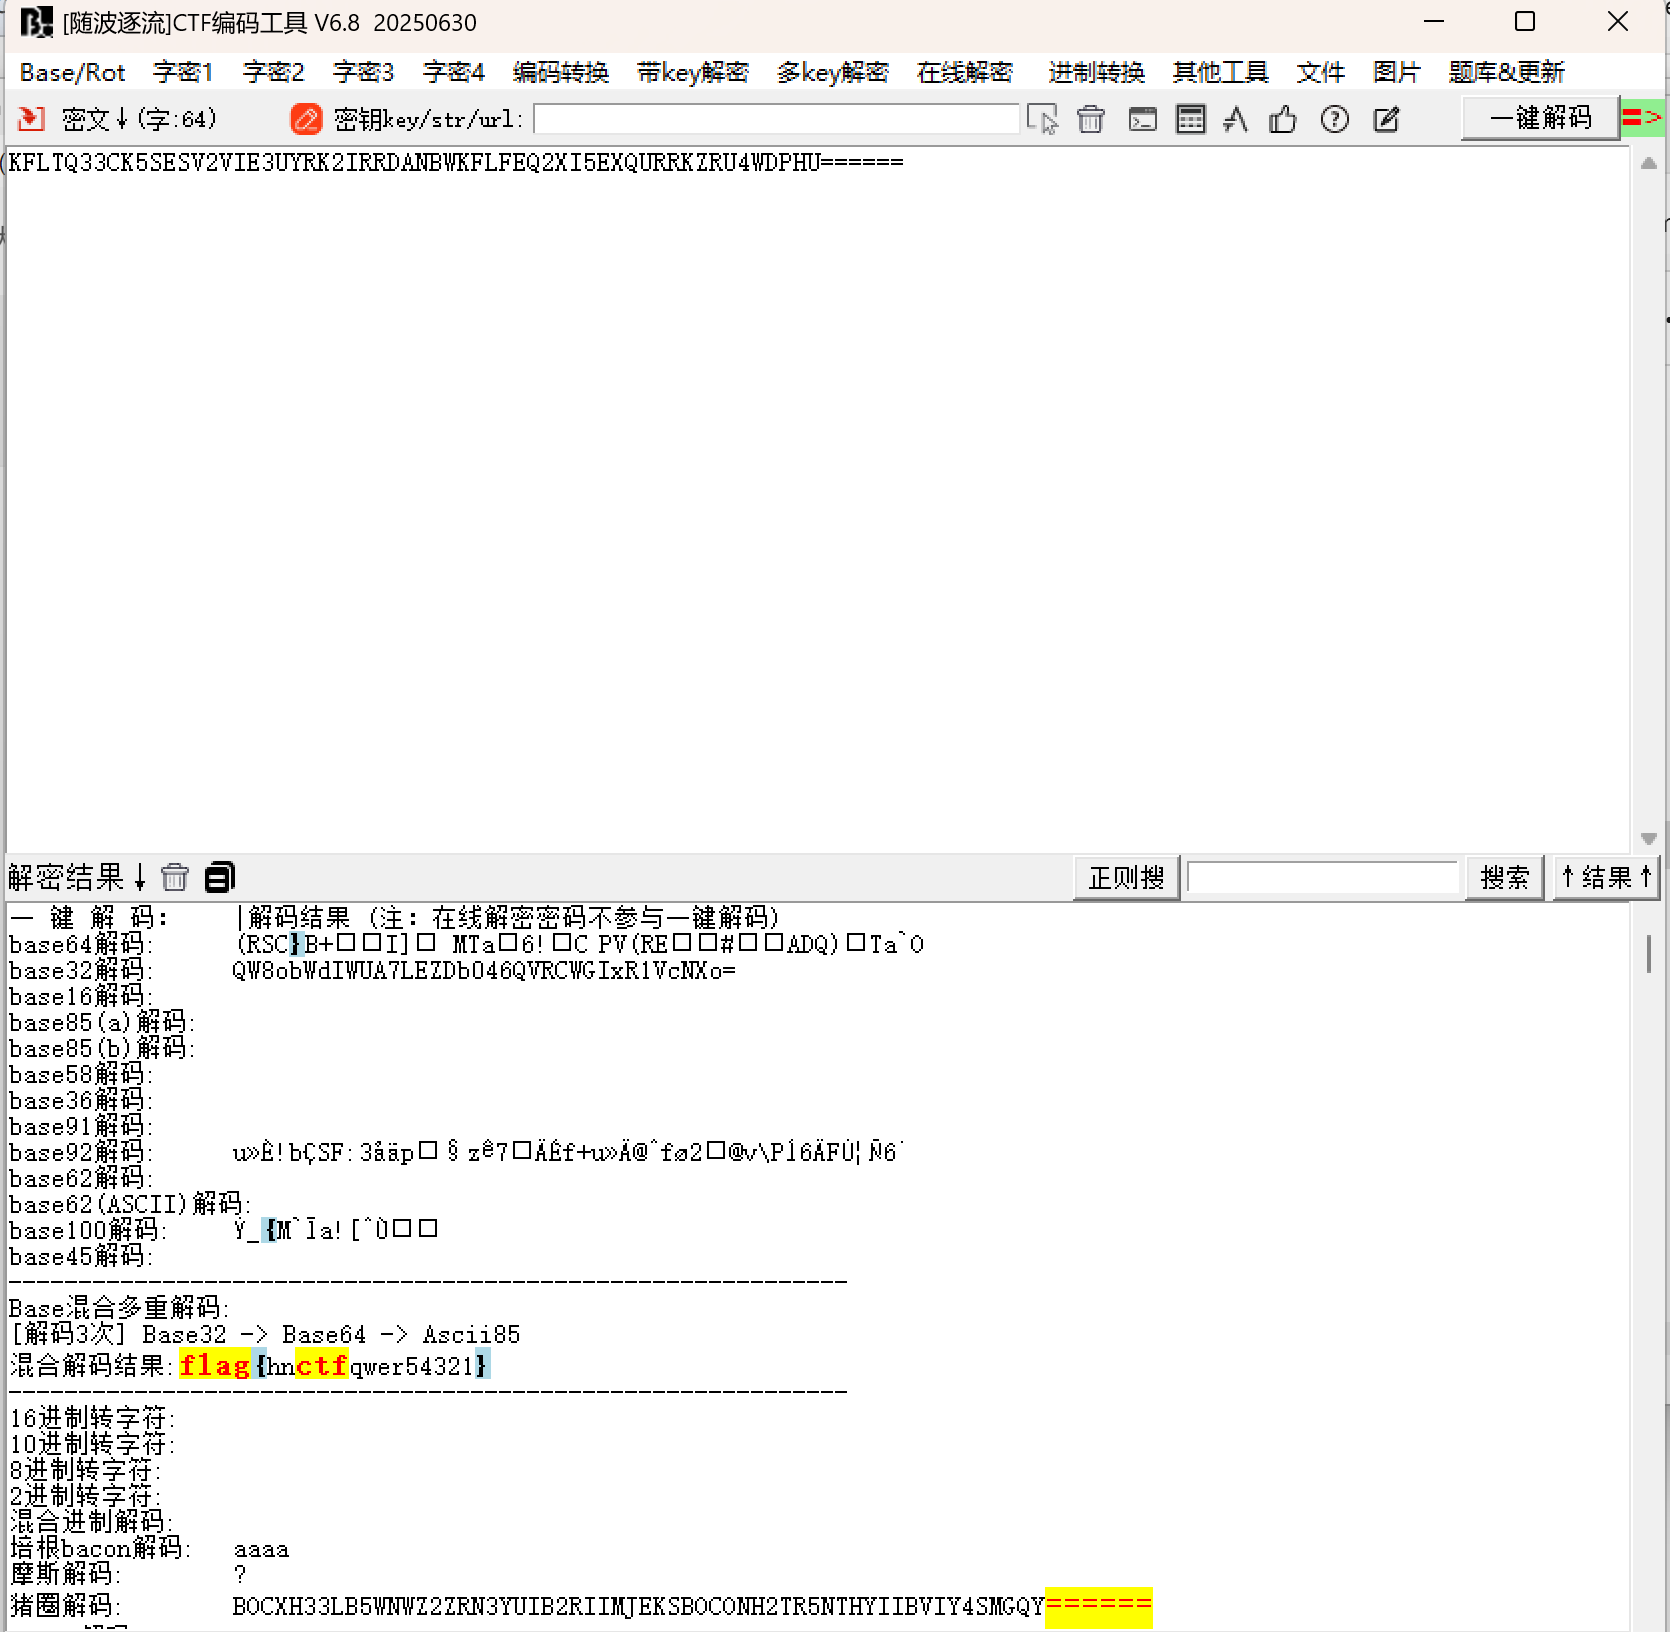 [随波逐流]CTF编码工具 V6.8  20250630
Base/Rot 字密1 字密2 字密3 字密4 编码转换 带key解密 多key解密 在线解密 进制转换 其他工具 文件 图片 题库&更新
密文↓(字:64) 密钥key/str/url: 一键解码 =>
KFLTQ33CK5SESV2VIE3UYRK2IRRDANBWKFLFEQ2XI5EXQURRKZRU4WDPHU======
解密结果↓ 正则搜 搜索 ↑结果↑
一 键 解 码: |解码结果 (注: 在线解密密码不参与一键解码)
base64解码: (RSC}B+□□I]□ MTa□6!□C PV(RE□□#□□ADQ)□Ta`O
base32解码: QW8obWdIWUA7LEZDb046QVRCWGIxR1VcNXo=
base16解码:
base85(a)解码:
base85(b)解码:
base58解码:
base36解码:
base91解码:
base92解码:
base62解码:
base62(ASCII)解码:
base100解码:
base45解码:
------------------------------------------------------------
Base混合多重解码:
[解码3次] Base32 -> Base64 -> Ascii85
混合解码结果:flag{hnctfqwer54321}
------------------------------------------------------------
16进制转字符:
10进制转字符:
8进制转字符:
2进制转字符:
混合进制解码:
培根bacon解码: aaaa
摩斯解码: ?
猪圈解码: BOCXH33LB5WNWZ2ZRN3YUIB2RIIMJEKSBOCONH2TR5NTHYIIBVIY4SMGQY======